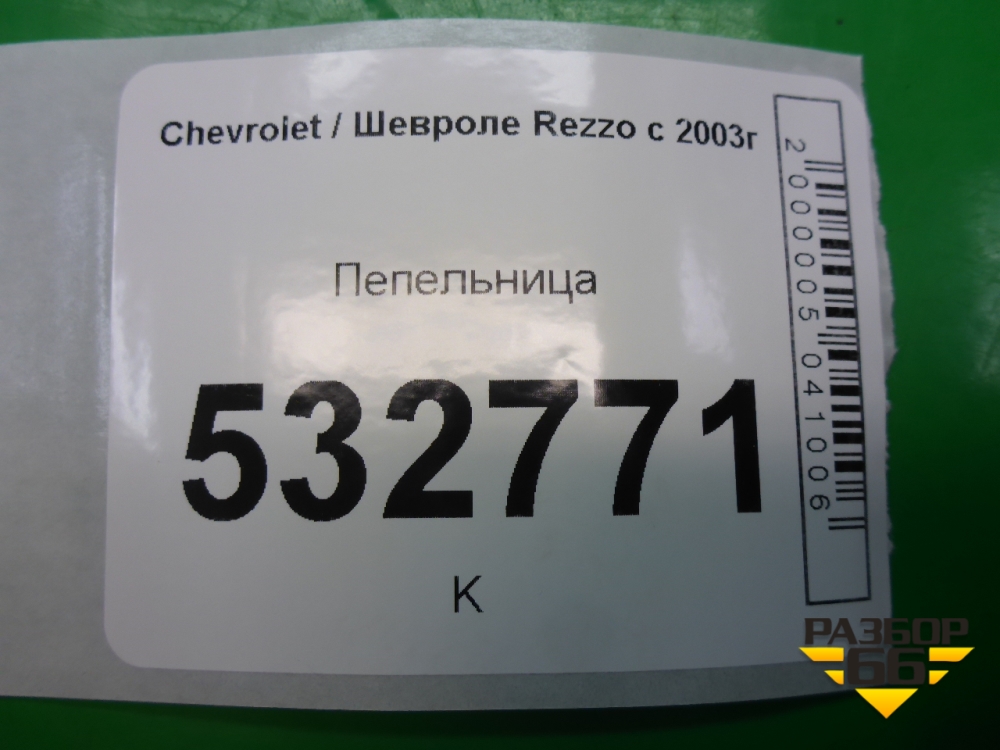 Chevrolet / Шевроле Rezzo с 2003г
Пепельница
532771
К
2000005041006
РАЗБОР
66